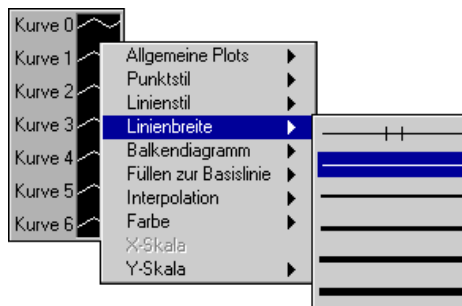 Kurve 0
Kurve 1
Kurve 2
Kurve 3
Kurve 4
Kurve 5
Kurve 6
Allgemeine Plots
Punktstil
Linienstil
Linienbreite
Balkendiagramm
Füllen zur Basislinie
Interpolation
Farbe
X-Skala
Y-Skala